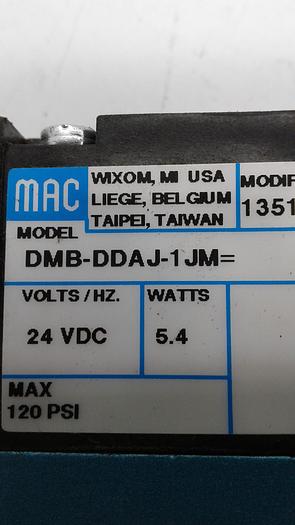 MAC
WIXOM, MI USA
LIEGE, BELGIUM
TAIPEI, TAIWAN
MODIF
1351
MODEL
DMB-DDAJ-1JM=
VOLTS/HZ.
24 VDC
WATTS
5.4
MAX
120 PSI